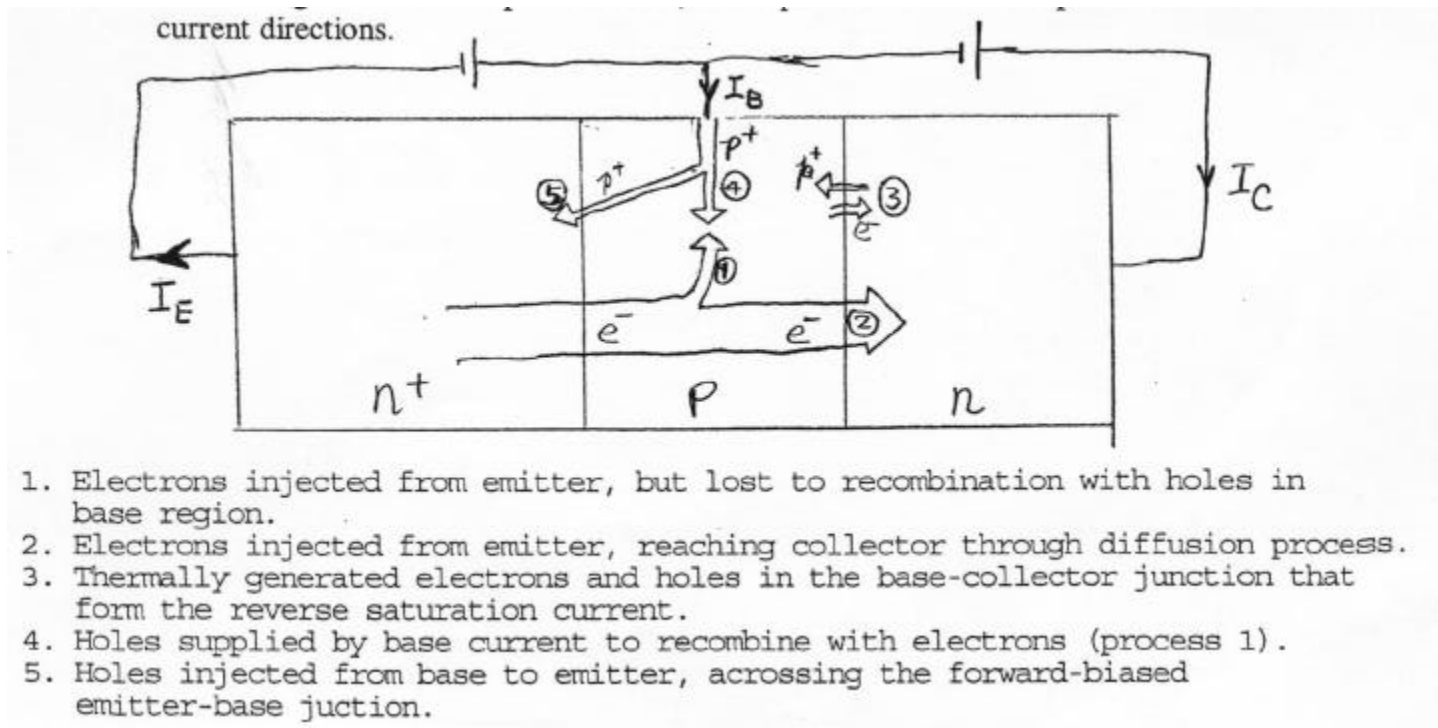 current directions.
I_B
p+
p+
p+
5
4
3
I_C
e-
1
I_E
e-
e-
2
n+
p
n
1. Electrons injected from emitter, but lost to recombination with holes in
base region.
2. Electrons injected from emitter, reaching collector through diffusion process.
3. Thermally generated electrons and holes in the base-collector junction that
form the reverse saturation current.
4. Holes supplied by base current to recombine with electrons (process 1).
5. Holes injected from base to emitter, acrossing the forward-biased
emitter-base juction.